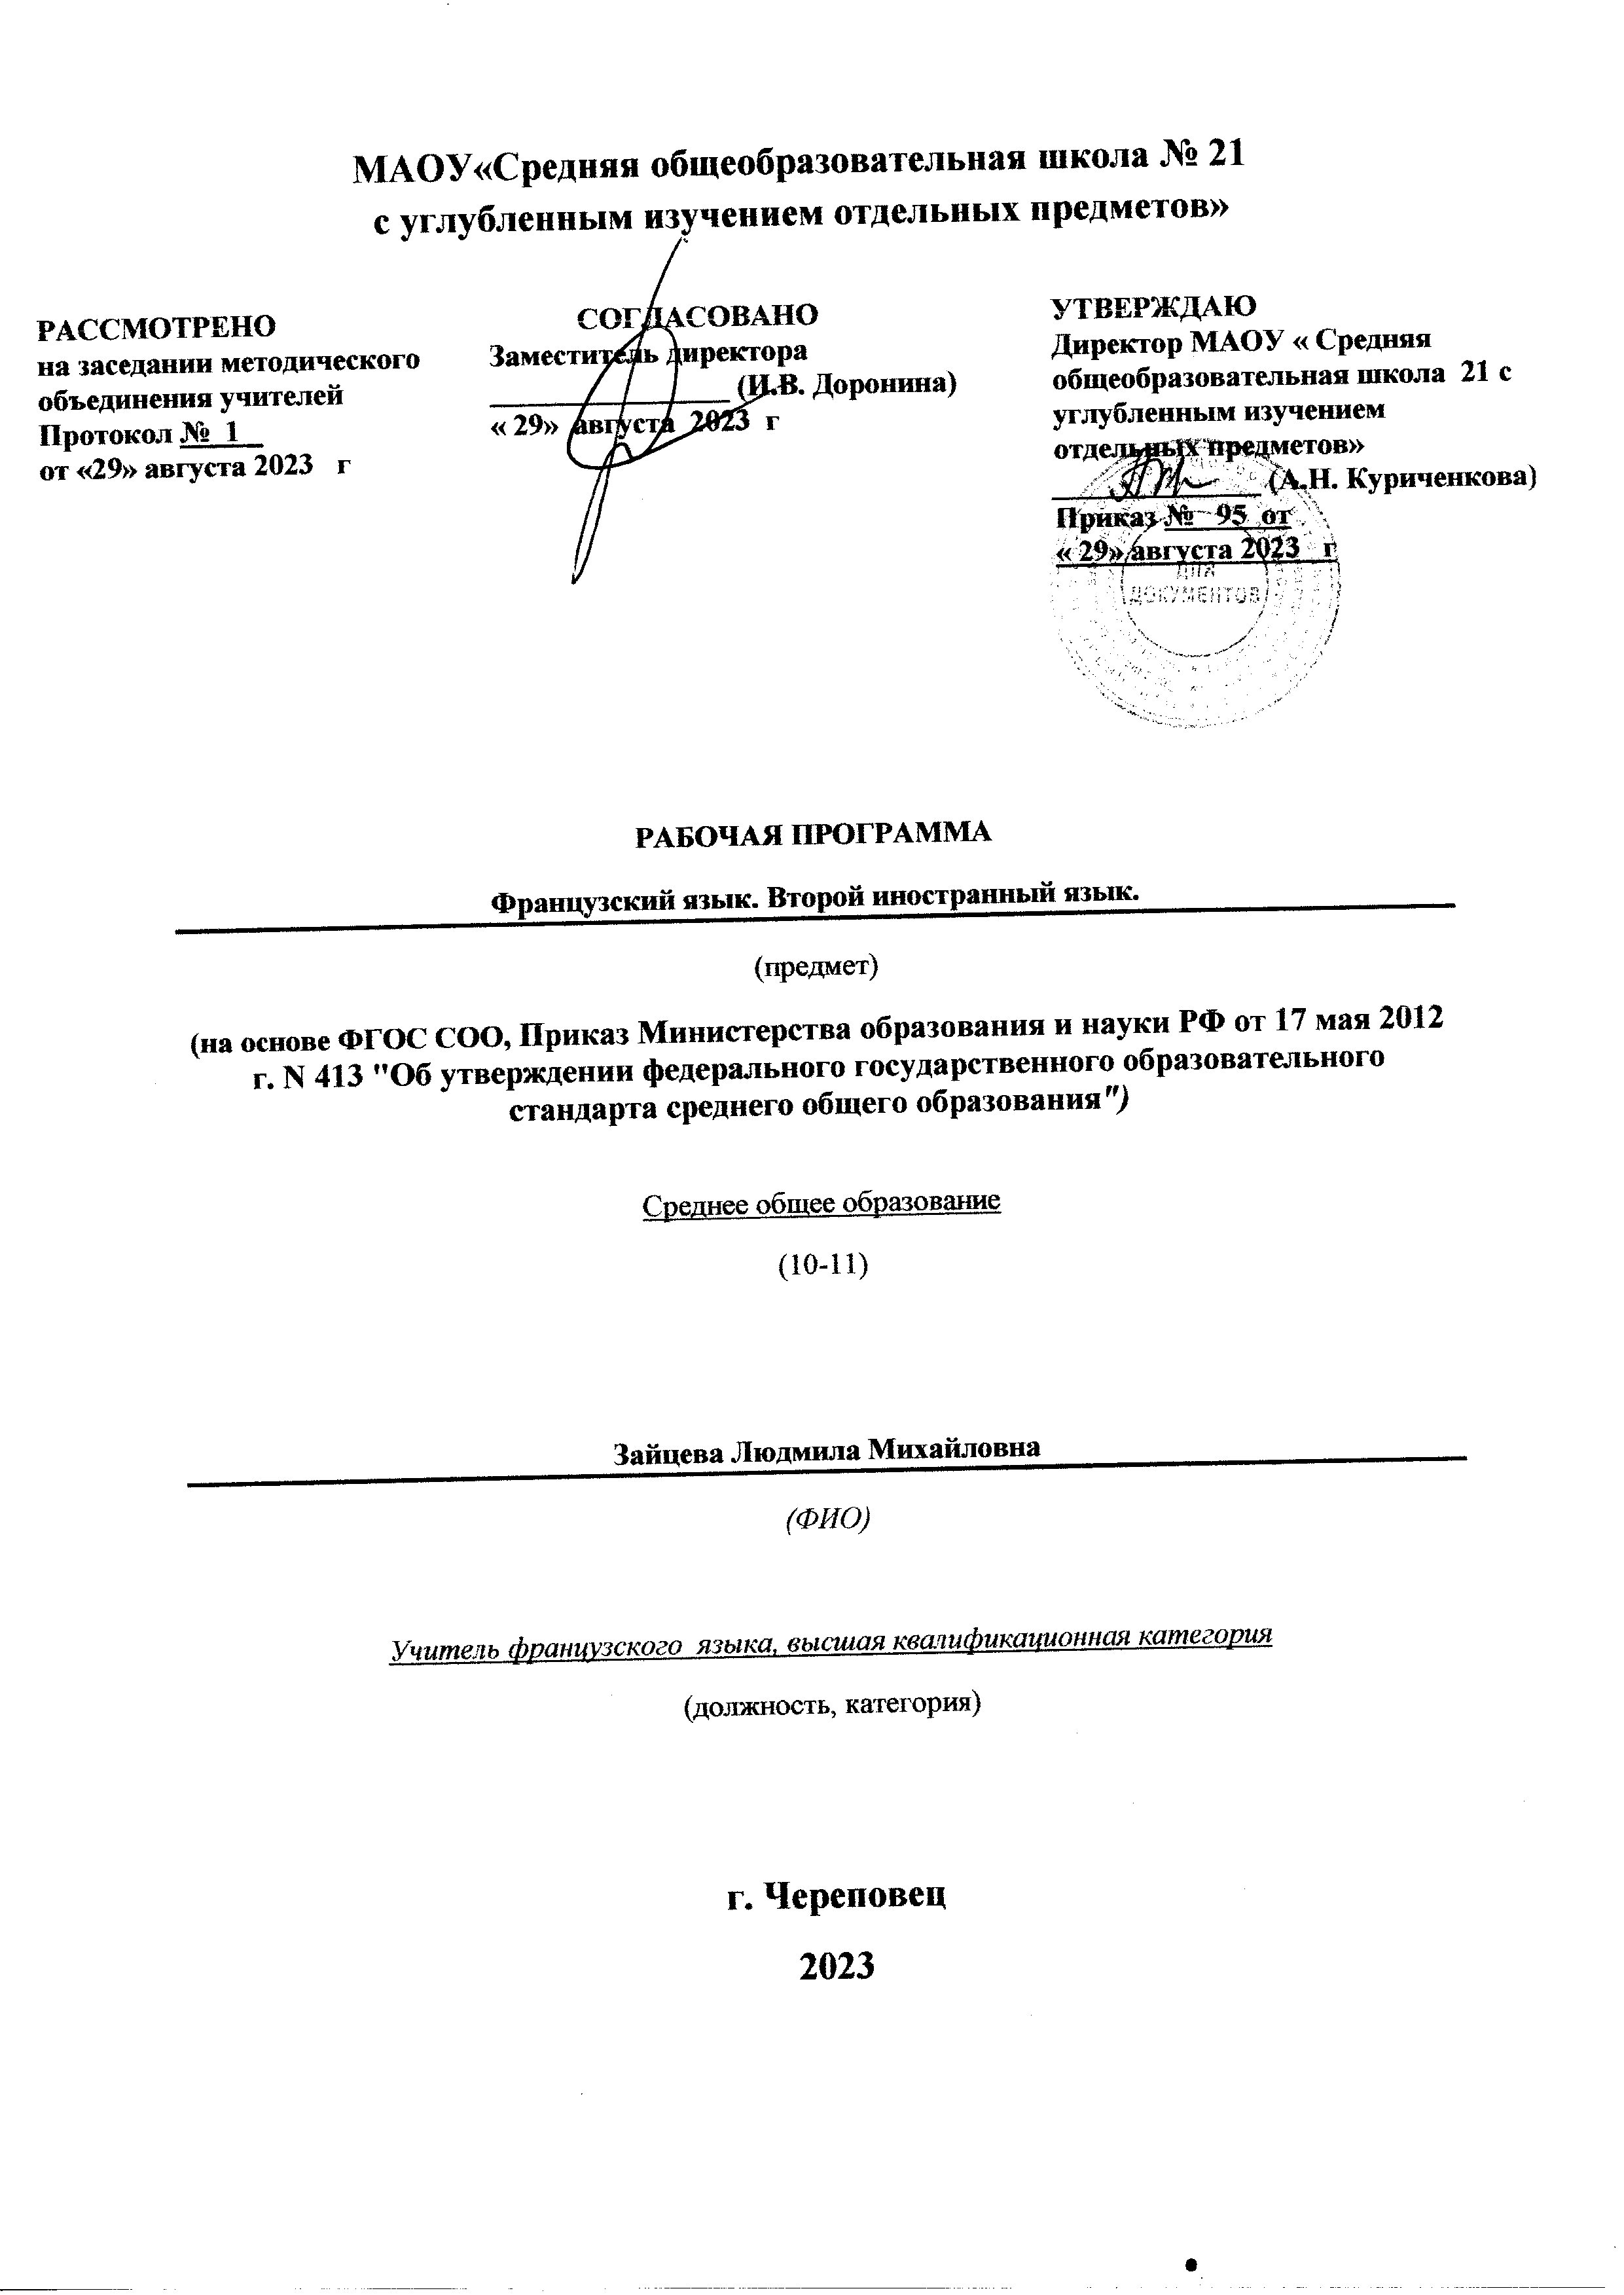 МАОУ«Средняя общеобразовательная школа № 21
с углубленным изучением отдельных предметов»
РАССМОТРЕНО
на заседании методического
объединения учителей
Протокол № 1
от «29» августа 2023 г
СОГЛАСОВАНО
Заместитель директора
(И.В. Доронина)
« 29» августа 2023 г
УТВЕРЖДАЮ
Директор МАОУ « Средняя
общеобразовательная школа 21 с
углубленным изучением
отдельных предметов»
(А.Н. Куриченкова)
Приказ № 95 от
« 29» августа 2023 г
ДЛЯ
ДОКУМЕНТОВ
РАБОЧАЯ ПРОГРАММА
Французский язык. Второй иностранный язык.
(предмет)
(на основе ФГОС СОО, Приказ Министерства образования и науки РФ от 17 мая 2012
г. N 413 "Об утверждении федерального государственного образовательного
стандарта среднего общего образования")
Среднее общее образование
(10-11)
Зайцева Людмила Михайловна
(ФИО)
Учитель французского языка, высшая квалификационная категория
(должность, категория)
г. Череповец
2023